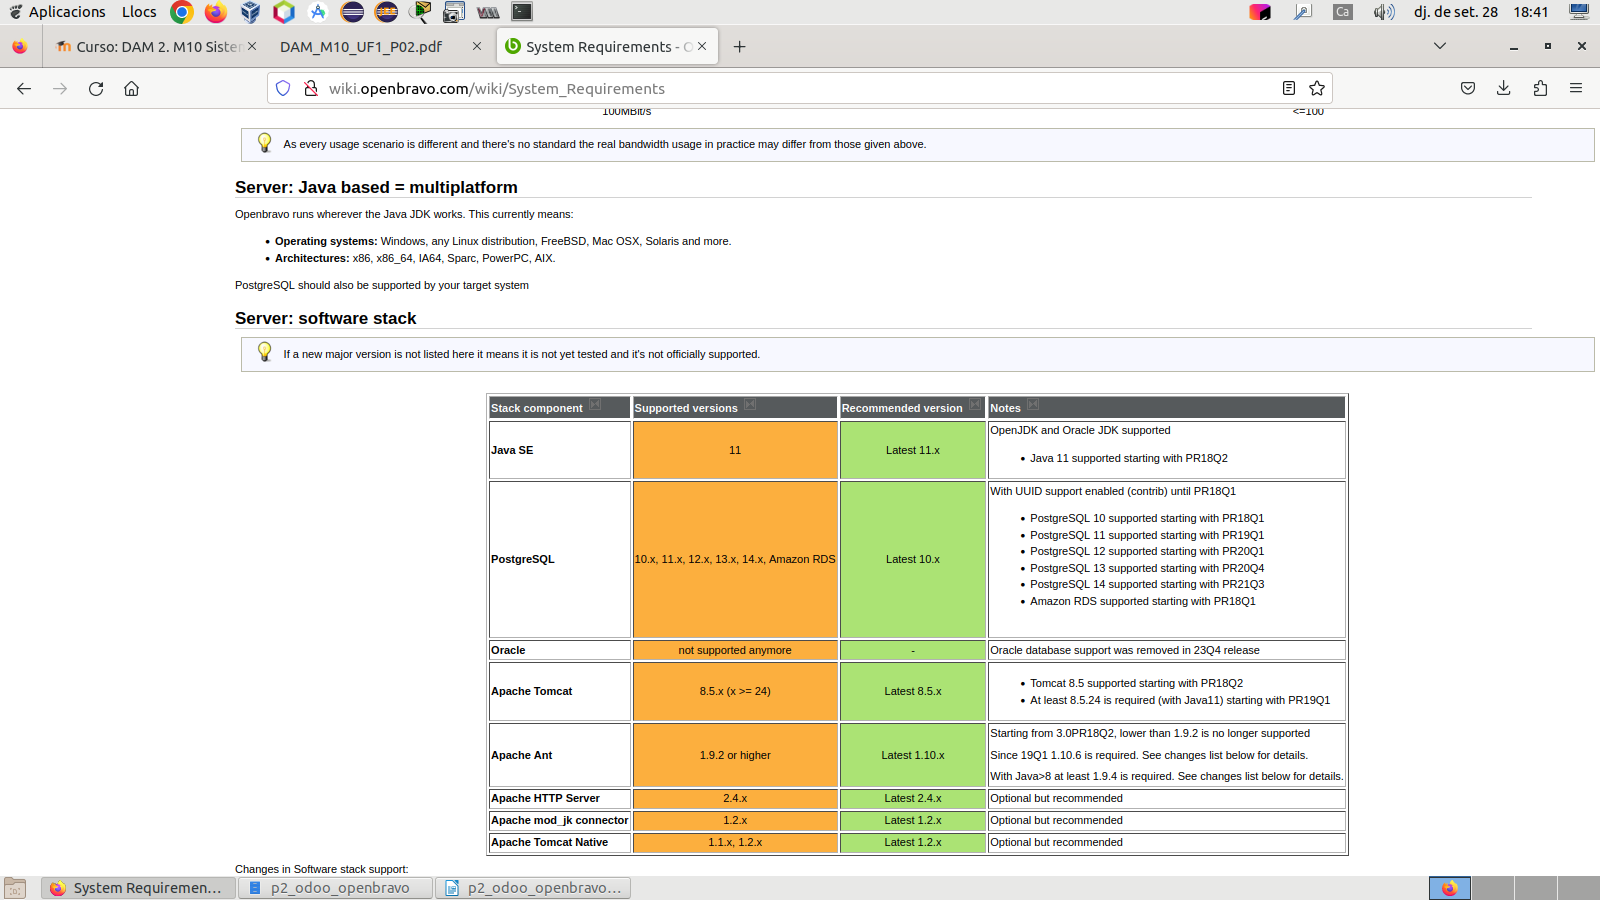 Aplicacions Llocs Ca dj. de set. 28 18:41
Curso: DAM 2. M10 Sister DAM_M10_UF1_P02.pdf System Requirements - O
wiki.openbravo.com/wiki/System_Requirements
100MBit/s <=100
As every usage scenario is different and there's no standard the real bandwidth usage in practice may differ from those given above.
Server: Java based = multiplatform
Openbravo runs wherever the Java JDK works. This currently means:
• Operating systems: Windows, any Linux distribution, FreeBSD, Mac OSX, Solaris and more.
• Architectures: x86, x86_64, IA64, Sparc, PowerPC, AIX.
PostgreSQL should also be supported by your target system
Server: software stack
If a new major version is not listed here it means it is not yet tested and it's not officially supported.
Stack component Supported versions Recommended version Notes
Java SE 11 Latest 11.x OpenJDK and Oracle JDK supported
• Java 11 supported starting with PR18Q2
PostgreSQL 10.x, 11.x, 12.x, 13.x, 14.x, Amazon RDS Latest 10.x With UUID support enabled (contrib) until PR18Q1
• PostgreSQL 10 supported starting with PR18Q1
• PostgreSQL 11 supported starting with PR19Q1
• PostgreSQL 12 supported starting with PR20Q1
• PostgreSQL 13 supported starting with PR20Q4
• PostgreSQL 14 supported starting with PR21Q3
• Amazon RDS supported starting with PR18Q1
Oracle not supported anymore - Oracle database support was removed in 23Q4 release
Apache Tomcat 8.5.x (x >= 24) Latest 8.5.x • Tomcat 8.5 supported starting with PR18Q2
• At least 8.5.24 is required (with Java11) starting with PR19Q1
Apache Ant 1.9.2 or higher Latest 1.10.x Starting from 3.0PR18Q2, lower than 1.9.2 is no longer supported
Since 19Q1 1.10.6 is required. See changes list below for details.
With Java>8 at least 1.9.4 is required. See changes list below for details.
Apache HTTP Server 2.4.x Latest 2.4.x Optional but recommended
Apache mod_jk connector 1.2.x Latest 1.2.x Optional but recommended
Apache Tomcat Native 1.1.x, 1.2.x Latest 1.2.x Optional but recommended
Changes in Software stack support:
System Requiremen... p2_odoo_openbravo p2_odoo_openbravo...